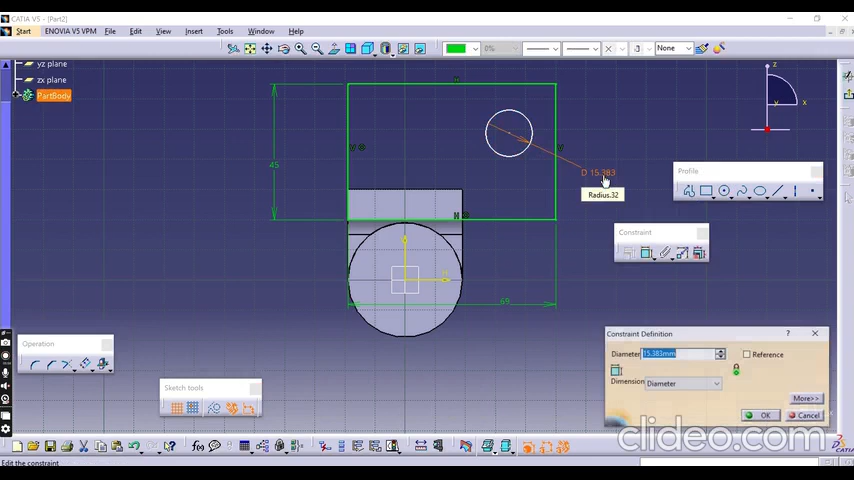 CATIA V5 - [Part2]
Start ENOVIA V5 VPM File Edit View Insert Tools Window Help
None
yz plane
zx plane
PartBody
z
x
y
H
V
V
45
D 15.383
Radius.32
Profile
H
Constraint
H
69
Operation
Constraint Definition ?
Diameter 15.383mm Reference
Dimension Diameter
Sketch tools
More>>
OK Cancel
clideo.com
f(x)
CATIA
Edit the constraint